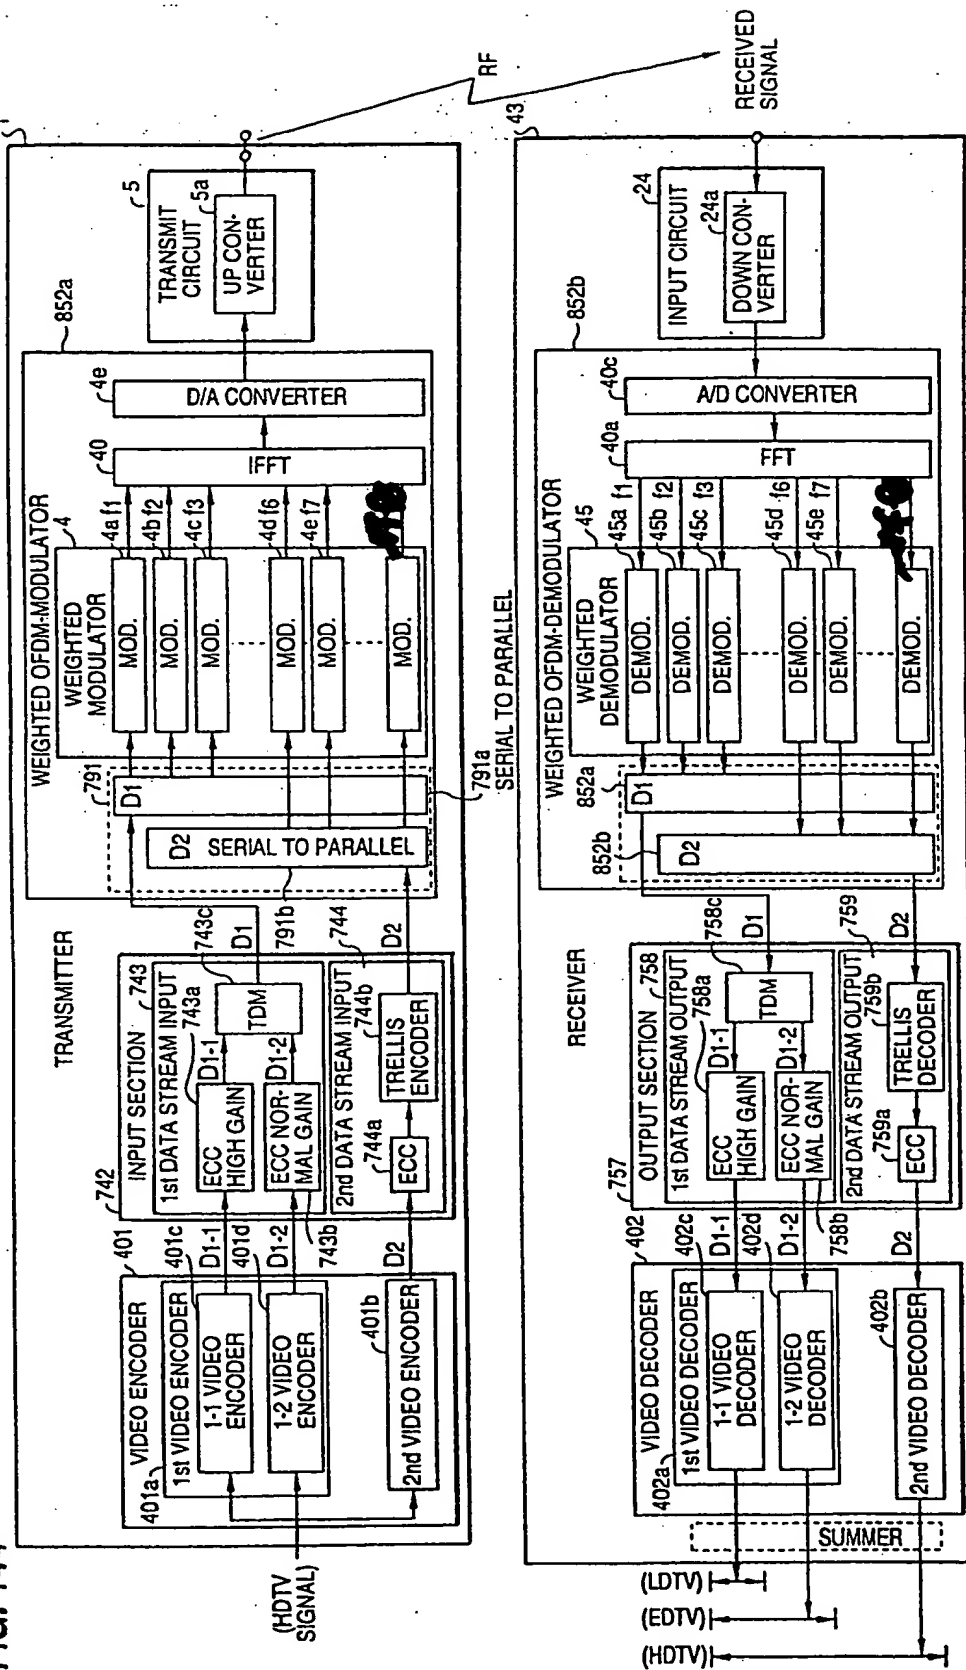 TRANSMITTER
1
(HDTV
SIGNAL)
VIDEO ENCODER
401
401a
1st VIDEO ENCODER
401c
1-1 VIDEO
ENCODER
401d
1-2 VIDEO
ENCODER
401b
2nd VIDEO ENCODER
D1-1
D1-2
D2
742
INPUT SECTION
743
1st DATA STREAM INPUT
743a
ECC
HIGH GAIN
ECC NOR-
MAL GAIN
743b
D1-1
D1-2
743c
TDM
744
2nd DATA STREAM INPUT
744a
ECC
744b
TRELLIS
ENCODER
D1
D2
WEIGHTED OFDM-MODULATOR
852a
791
D1
D2 SERIAL TO PARALLEL
791b
791a
SERIAL TO PARALLEL
WEIGHTED
MODULATOR
4
MOD.
MOD.
MOD.
MOD.
MOD.
MOD.
4a f1
4b f2
4c f3
4d f6
4e f7
40
IFFT
4e
D/A CONVERTER
TRANSMIT
CIRCUIT
5
5a
UP CON-
VERTER
RF
RECEIVED
SIGNAL
RECEIVER
43
INPUT CIRCUIT
24
24a
DOWN CON-
VERTER
WEIGHTED OFDM-DEMODULATOR
852b
40c
A/D CONVERTER
40a
FFT
45a f1
45b f2
45c f3
45d f6
45e f7
WEIGHTED
DEMODULATOR
45
DEMOD.
DEMOD.
DEMOD.
DEMOD.
DEMOD.
DEMOD.
852a
D1
852b
D2
D1
D2
757
OUTPUT SECTION
758
1st DATA STREAM OUTPUT
758a
ECC
HIGH GAIN
ECC NOR-
MAL GAIN
758b
D1-1
D1-2
758c
TDM
759
2nd DATA STREAM OUTPUT
759a
ECC
759b
TRELLIS
DECODER
D1-1
D1-2
D2
VIDEO DECODER
402
402a
1st VIDEO DECODER
402c
1-1 VIDEO
DECODER
402d
1-2 VIDEO
DECODER
402b
2nd VIDEO DECODER
SUMMER
(LDTV)
(EDTV)
(HDTV)